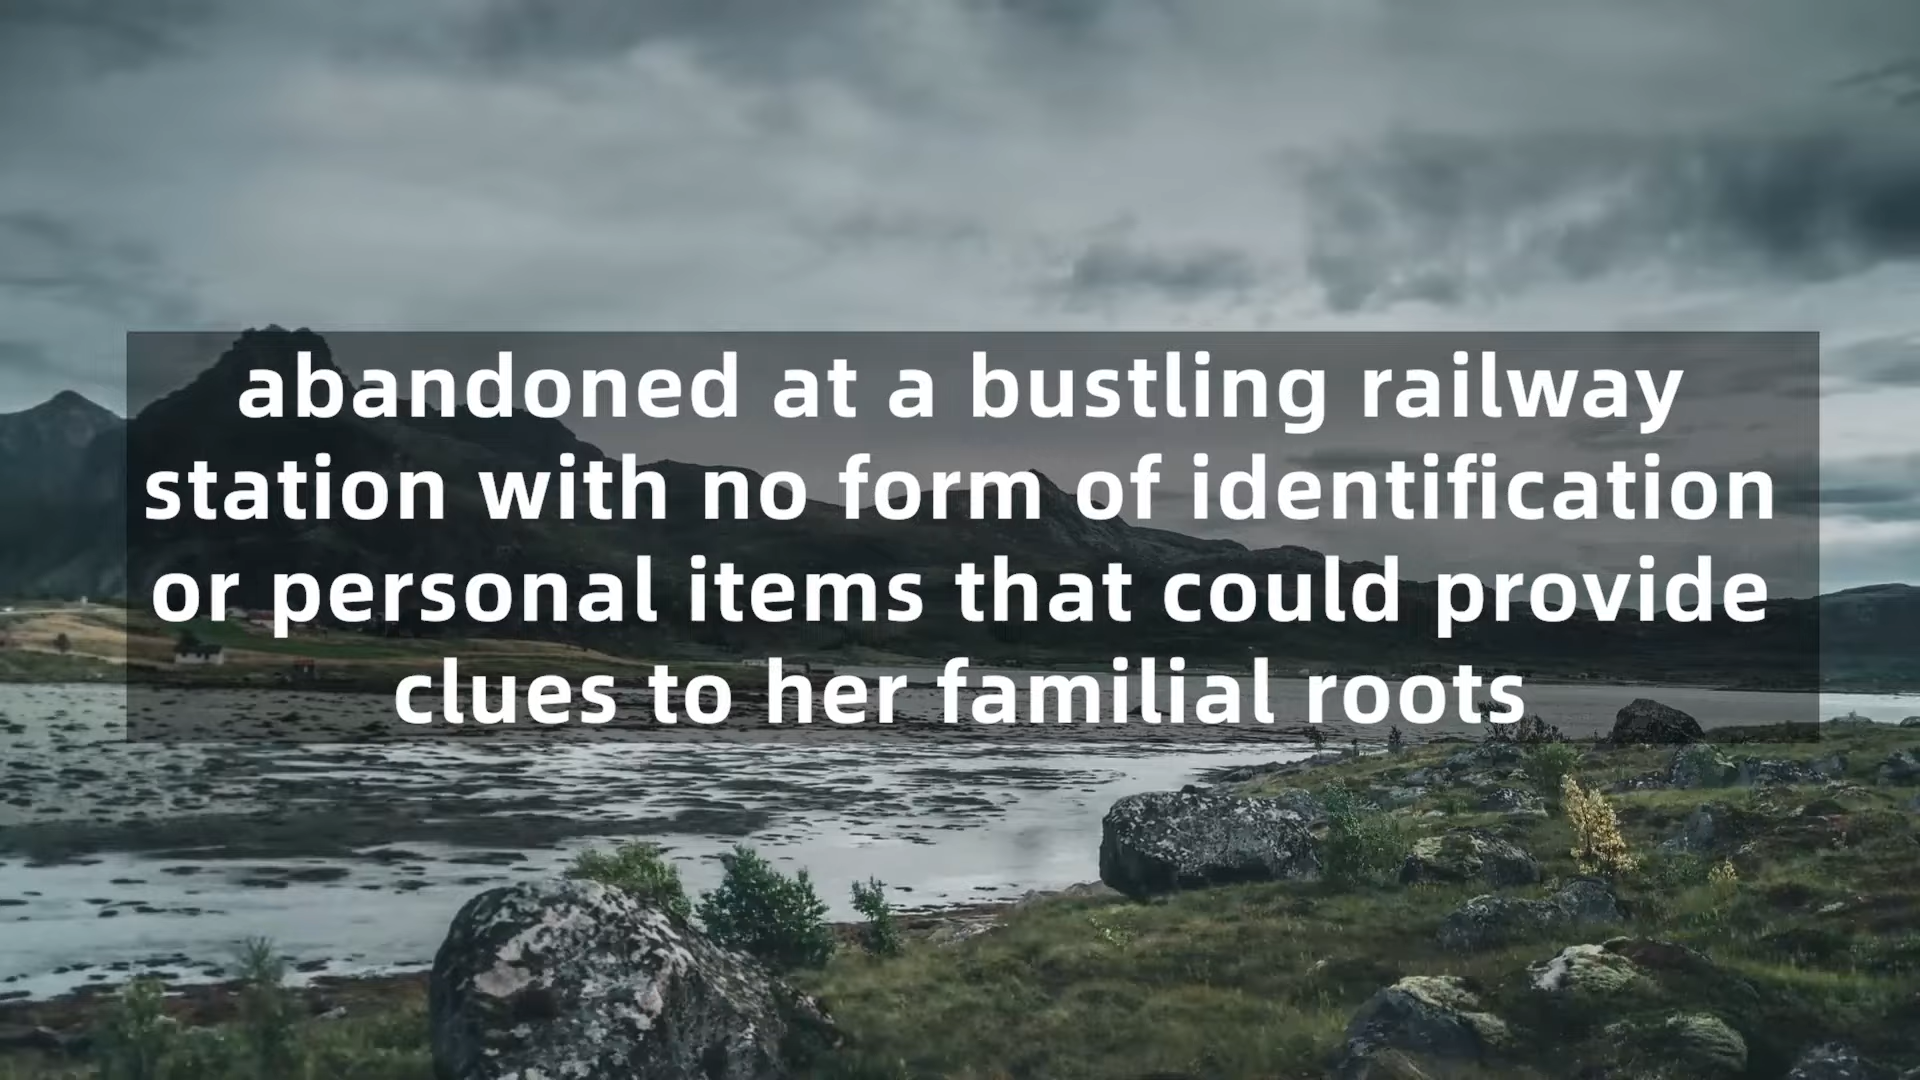 abandoned at a bustling railway
station with no form of identification
or personal items that could provide
clues to her familial roots